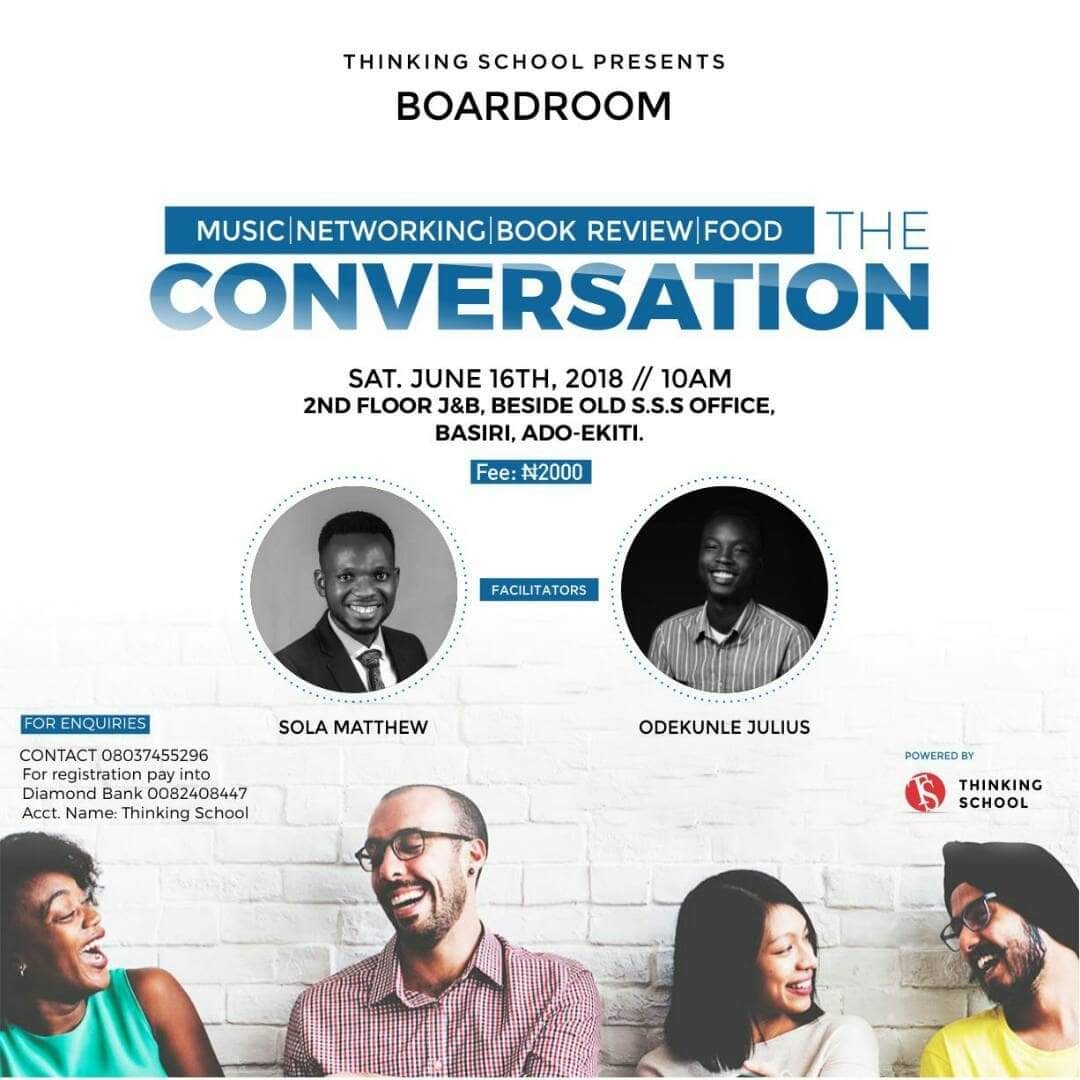 THINKING SCHOOL PRESENTS
BOARDROOM
MUSIC|NETWORKING|BOOK REVIEW|FOOD
THE
CONVERSATION
SAT. JUNE 16TH, 2018 // 10AM
2ND FLOOR J&B, BESIDE OLD S.S.S OFFICE,
BASIRI, ADO-EKITI.
Fee: ₦2000
FACILITATORS
SOLA MATTHEW
ODEKUNLE JULIUS
FOR ENQUIRIES
CONTACT 08037455296
For registration pay into
Diamond Bank 0082408447
Acct. Name: Thinking School
POWERED BY
THINKING
SCHOOL